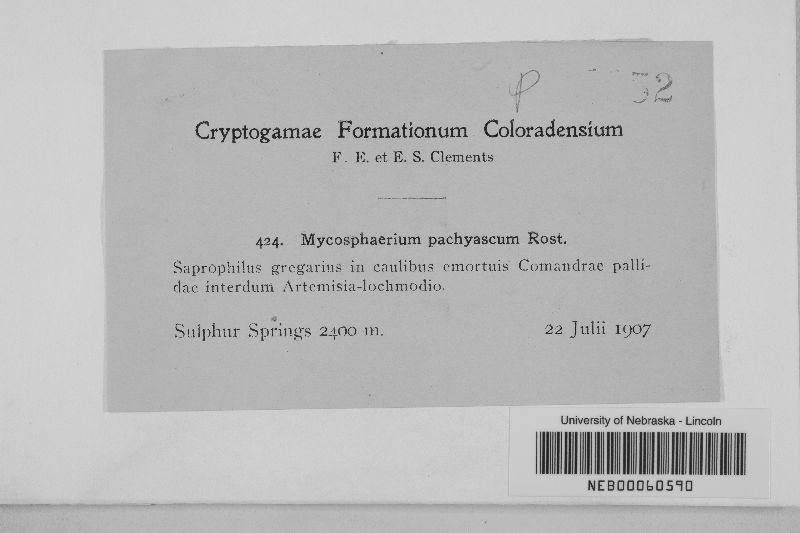 P 52
Cryptogamae Formationum Coloradensium
F. E. et E. S. Clements
424. Mycosphaerium pachyascum Rost.
Saprophilus gregarius in caulibus emortuis Comandrae palli-
dae interdum Artemisia-lochmodio.
Sulphur Springs 2400 m. 22 Julii 1907
University of Nebraska - Lincoln
NEB00060590